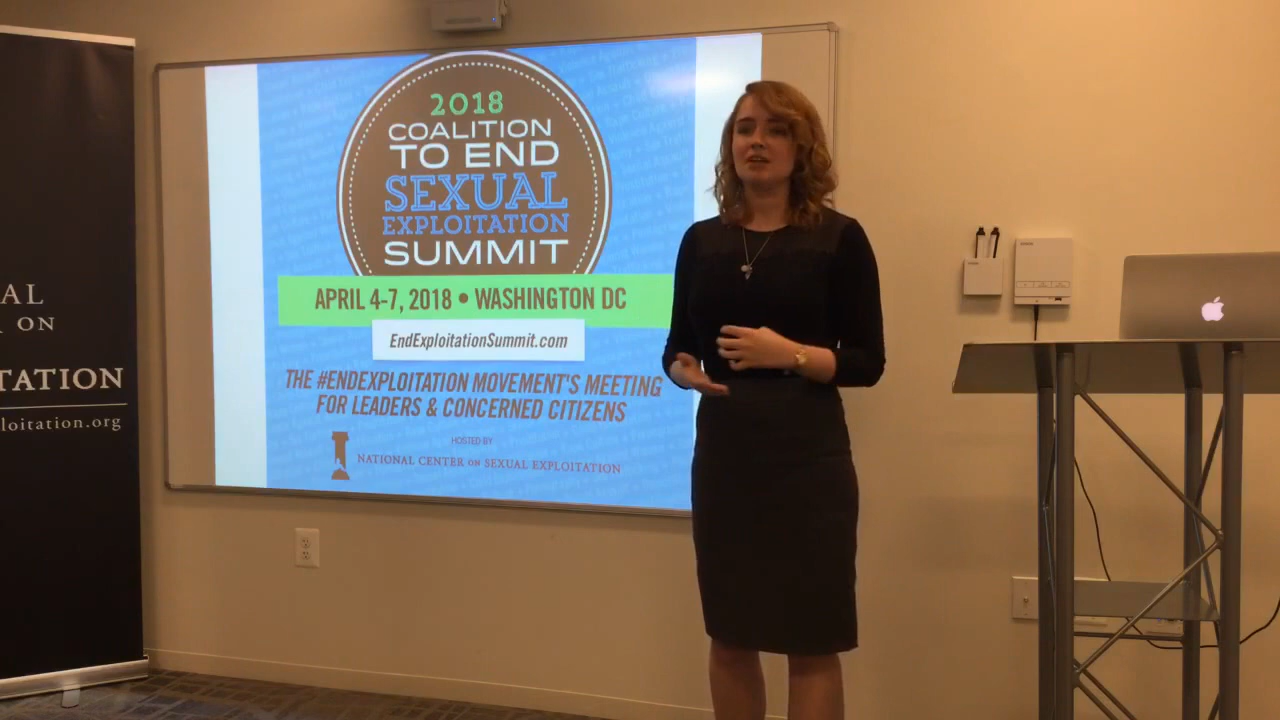 2018
COALITION
TO END
SEXUAL
EXPLOITATION
SUMMIT
APRIL 4-7, 2018 • WASHINGTON DC
EndExploitationSummit.com
THE #ENDEXPLOITATION MOVEMENT'S MEETING
FOR LEADERS & CONCERNED CITIZENS
HOSTED BY
NATIONAL CENTER ON SEXUAL EXPLOITATION
AL
ON
TATION
loitation.org